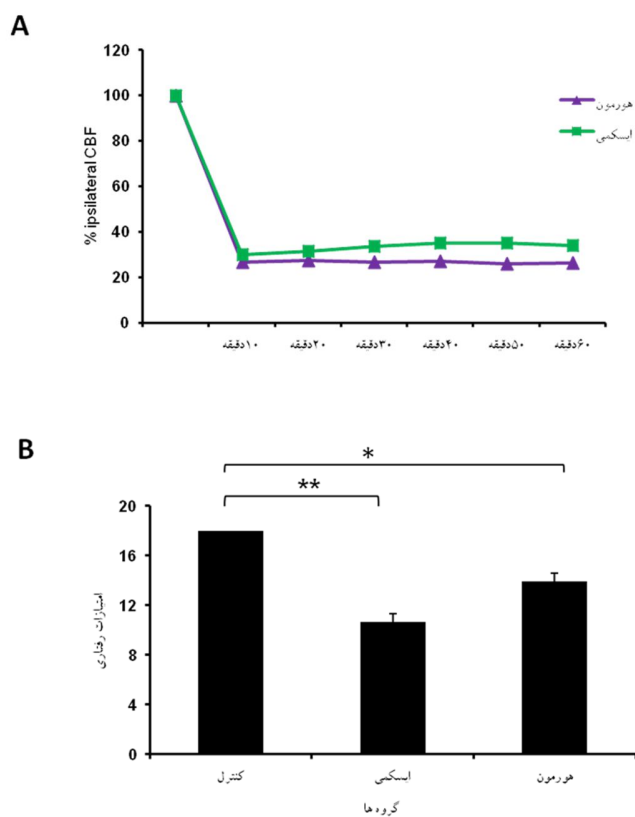 A
% ipsilateral CBF
120
100
80
60
40
20
0
۱۰دقیقه
۲۰دقیقه
۳۰دقیقه
۴۰دقیقه
۵۰دقیقه
۶۰دقیقه
هورمون
ایسکمی
B
*
**
امتیازات رفتاری
20
16
12
8
4
0
کنترل
ایسکمی
هورمون
گروه ها